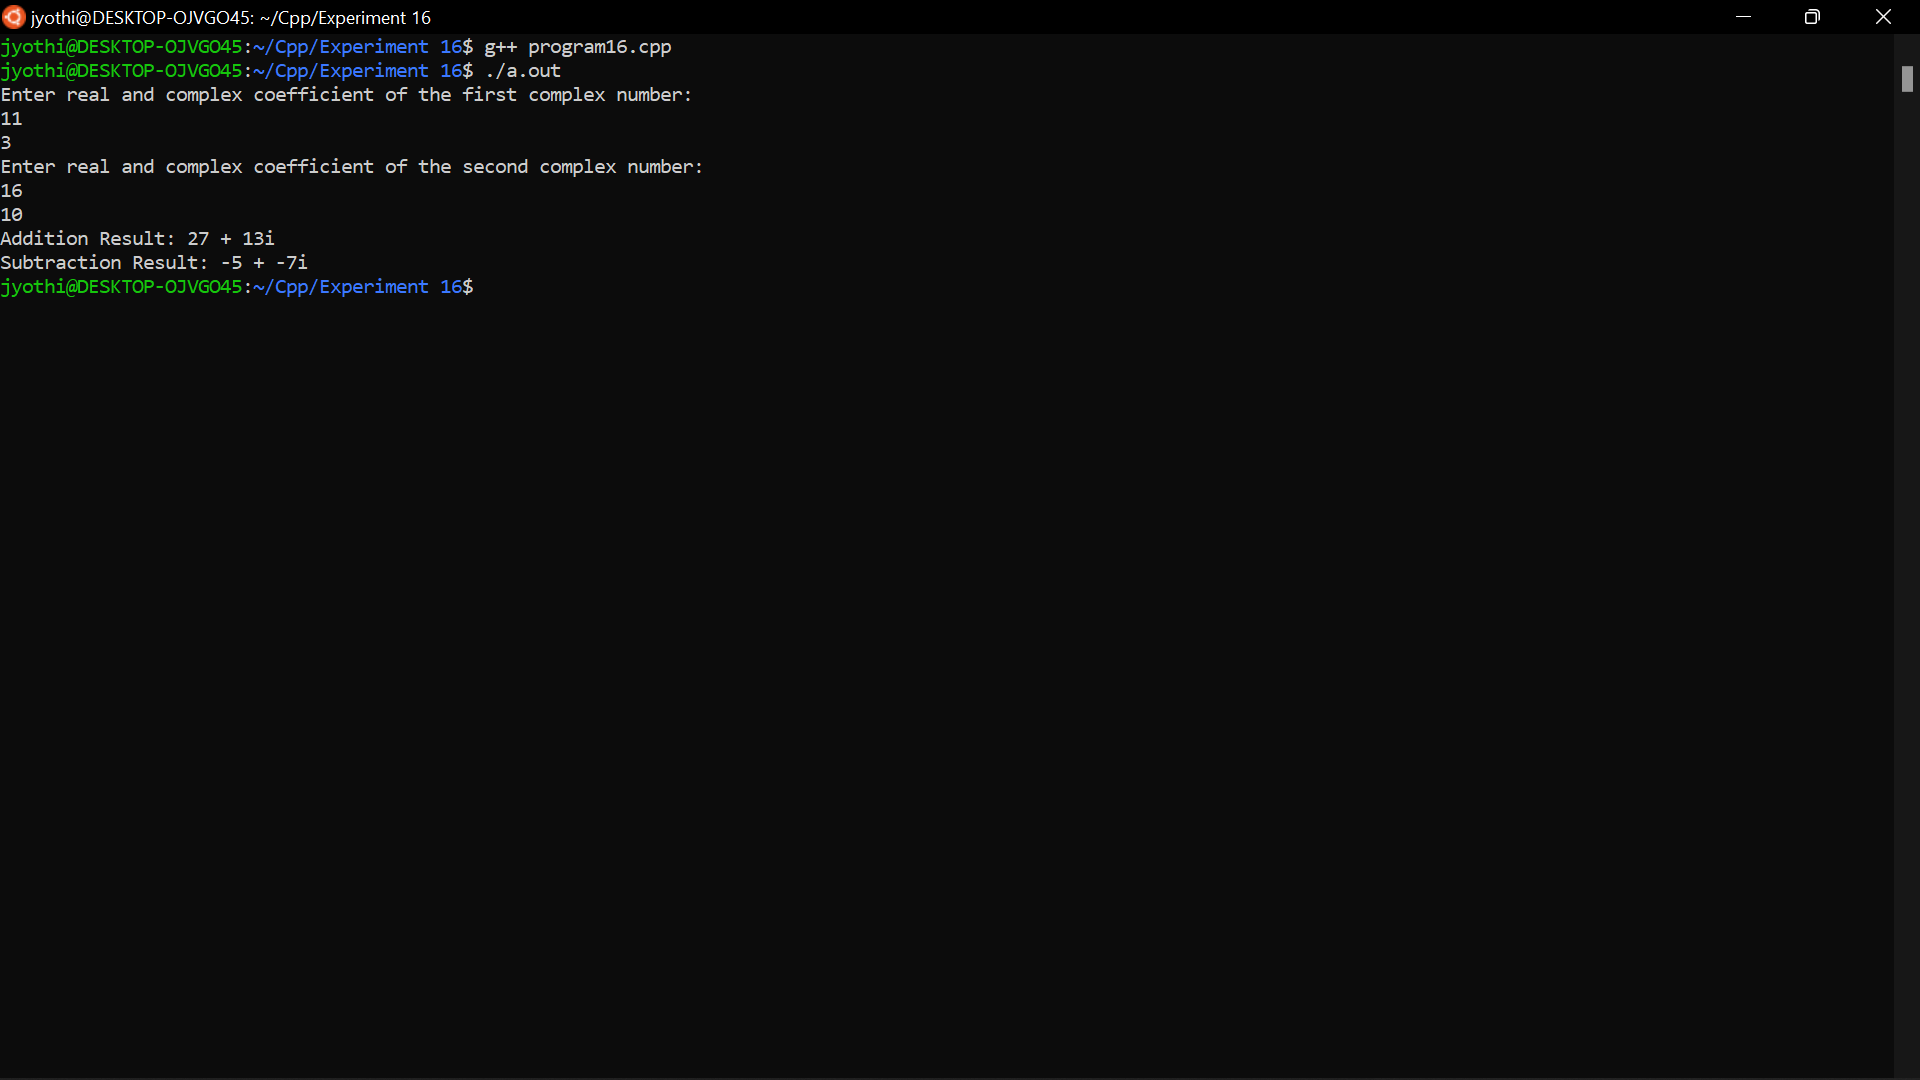 jyothi@DESKTOP-OJVGO45: ~/Cpp/Experiment 16
jyothi@DESKTOP-OJVGO45:~/Cpp/Experiment 16$ g++ program16.cpp
jyothi@DESKTOP-OJVGO45:~/Cpp/Experiment 16$ ./a.out
Enter real and complex coefficient of the first complex number:
11
3
Enter real and complex coefficient of the second complex number:
16
10
Addition Result: 27 + 13i
Subtraction Result: -5 + -7i
jyothi@DESKTOP-OJVGO45:~/Cpp/Experiment 16$